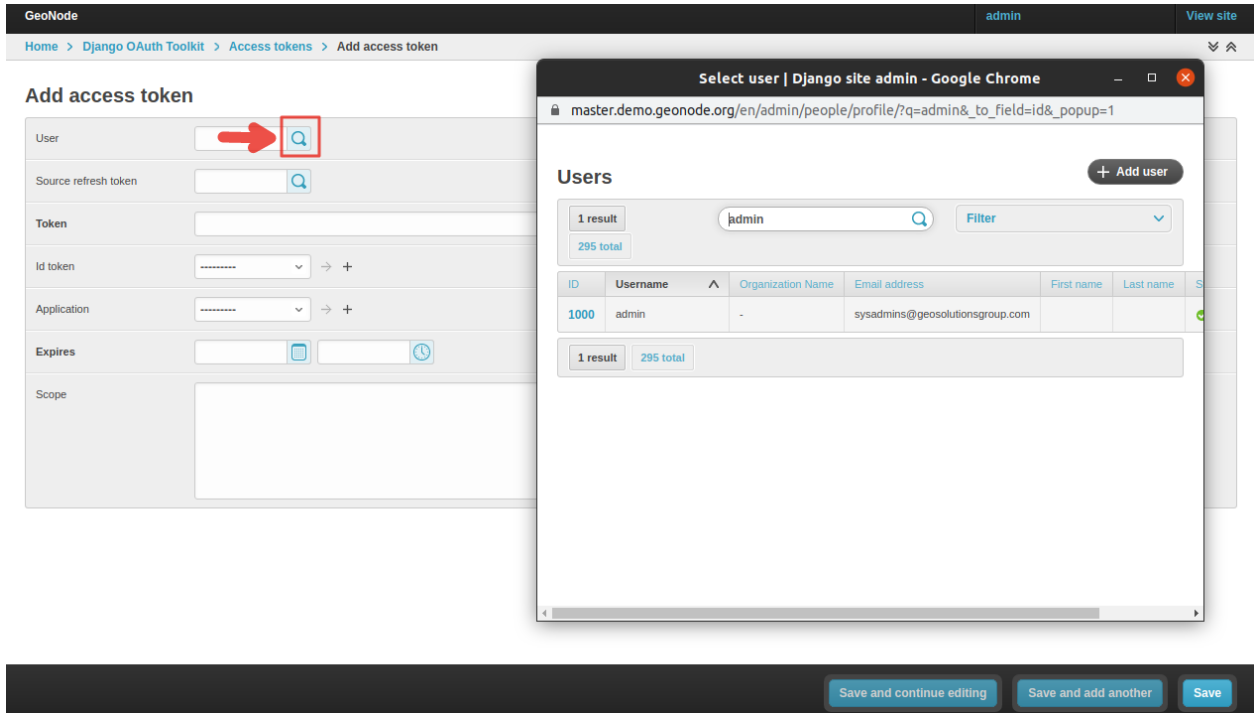 GeoNode
admin
View site
Home > Django OAuth Toolkit > Access tokens > Add access token
Add access token
User
Source refresh token
Token
Id token
---------
Application
---------
Expires
Scope
Select user | Django site admin - Google Chrome
master.demo.geonode.org/en/admin/people/profile/?q=admin&_to_field=id&_popup=1
Users
+ Add user
1 result
admin
Filter
295 total
ID Username Organization Name Email address First name Last name S
1000 admin - sysadmins@geosolutionsgroup.com
1 result 295 total
Save and continue editing
Save and add another
Save